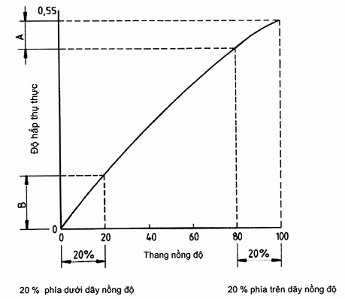 0,55
A
Độ hấp thụ thực
B
0
0 20 40 60 80 100
20% Thang nồng độ 20%
20 % phía dưới dãy nồng độ 20 % phía trên dãy nồng độ